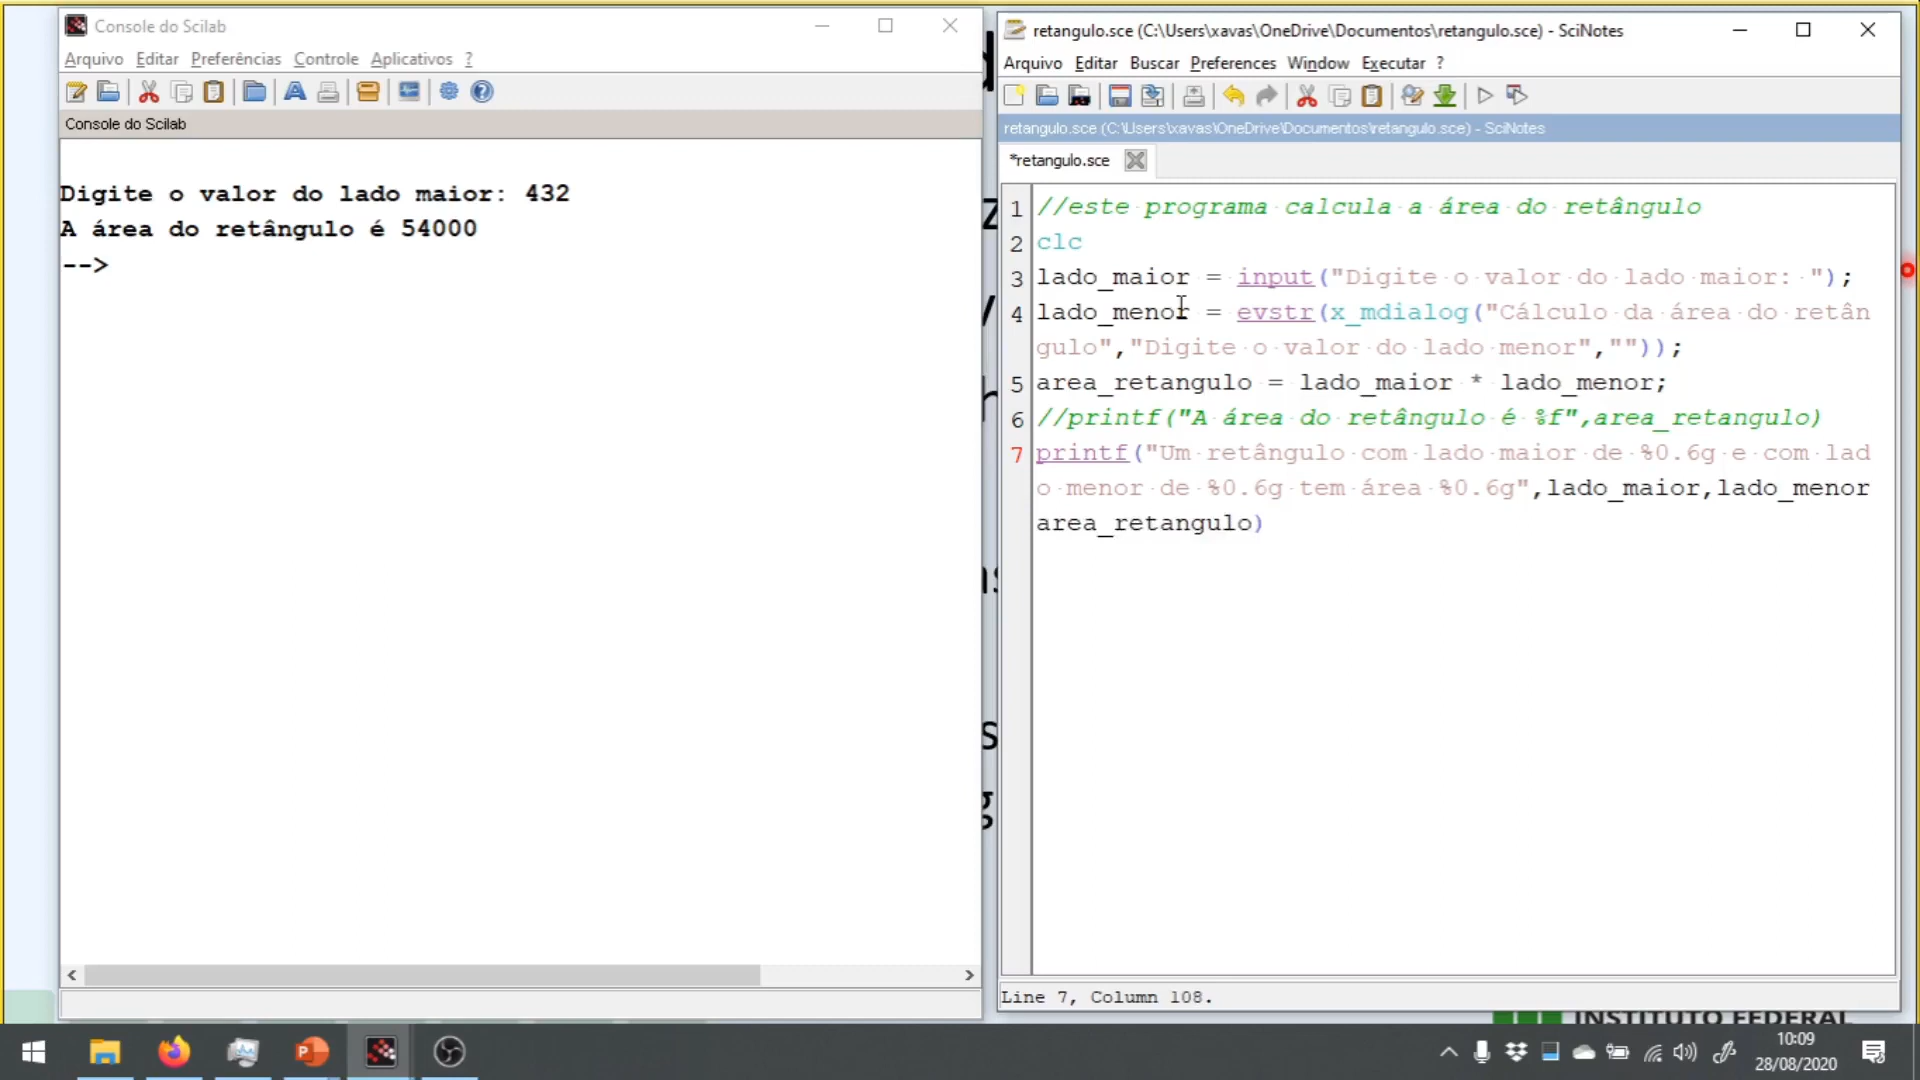 Console do Scilab
Arquivo Editar Preferências Controle Aplicativos ?
Console do Scilab
Digite o valor do lado maior: 432
A área do retângulo é 54000
-->
retangulo.sce (C:\Users\xavas\OneDrive\Documentos\retangulo.sce) - SciNotes
Arquivo Editar Buscar Preferences Window Executar ?
retangulo.sce (C:\Users\xavas\OneDrive\Documentos\retangulo.sce) - SciNotes
*retangulo.sce
1 //este programa calcula a área do retângulo
2 clc
3 lado_maior = input("Digite o valor do lado maior: ");
4 lado_menor = evstr(x_mdialog("Cálculo da área do retân
gulo","Digite o valor do lado menor",""));
5 area_retangulo = lado_maior * lado_menor;
6 //printf("A área do retângulo é %f",area_retangulo)
7 printf("Um retângulo com lado maior de %0.6g e com lad
o menor de %0.6g tem área %0.6g",lado_maior,lado_menor
area_retangulo)
Line 7, Column 108.
INSTITUTO FEDERAL
10:09
28/08/2020